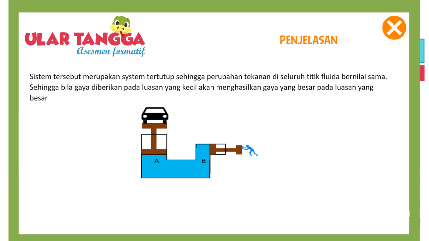 ULAR TANGGA
Asesmen formatif
PENJELASAN
Sistem tersebut merupakan system tertutup sehingga perubahan tekanan di seluruh titik fluida bernilai sama.
Sehingga bila gaya diberikan pada luasan yang kecil akan menghasilkan gaya yang besar pada luasan yang
besar
A
B